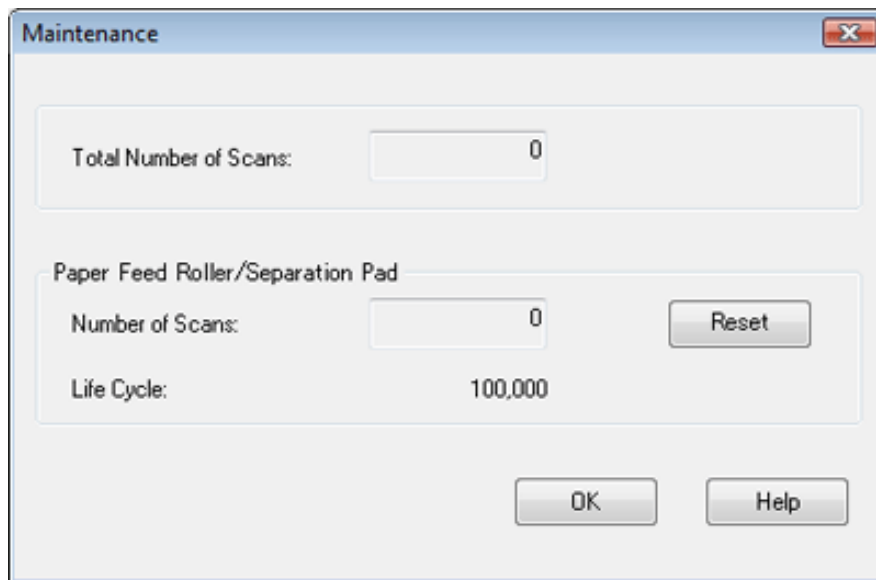 Maintenance
Total Number of Scans: 0
Paper Feed Roller/Separation Pad
Number of Scans: 0 Reset
Life Cycle: 100,000
OK Help